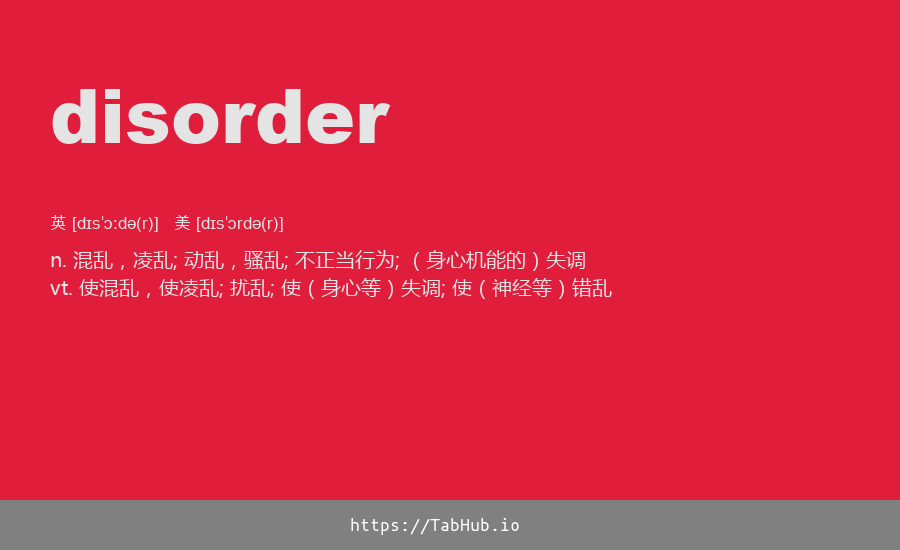 disorder
英 [dɪsˈɔːdə(r)] 美 [dɪsˈɔrdə(r)]
n. 混乱，凌乱; 动乱，骚乱; 不正当行为; （身心机能的）失调
vt. 使混乱，使凌乱; 扰乱; 使（身心等）失调; 使（神经等）错乱
https://TabHub.io